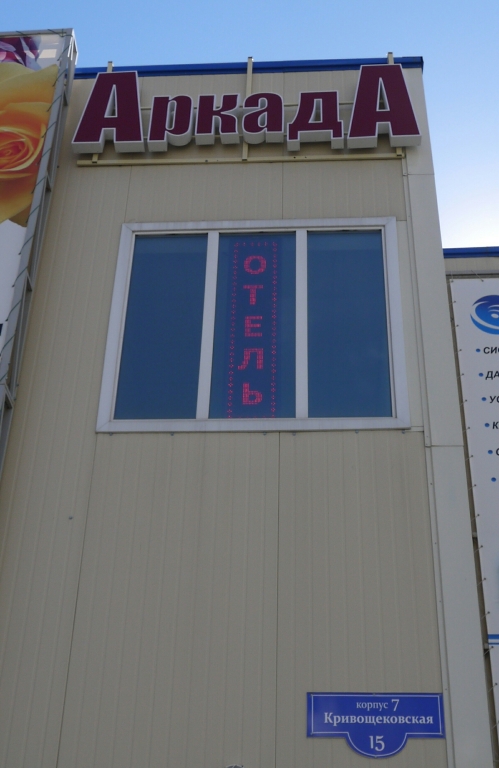 АркадА
ОТЕЛЬ
корпус 7
Кривощековская
15